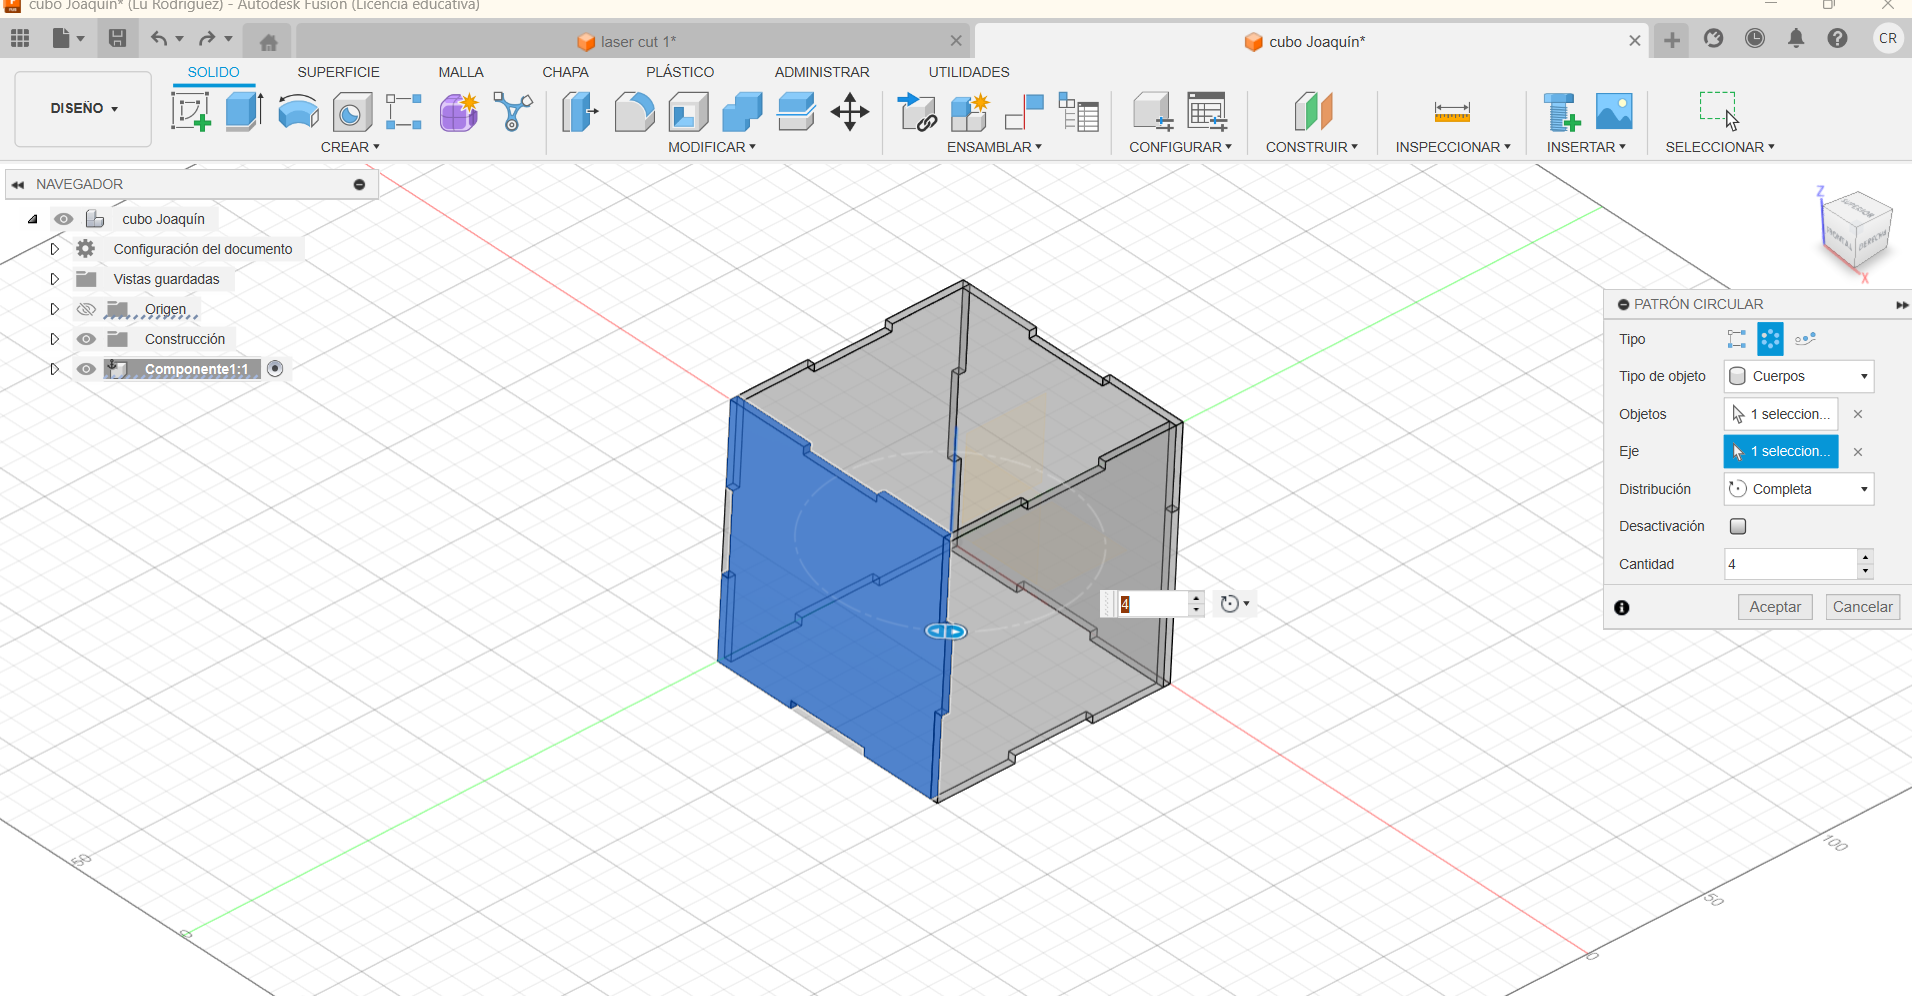 cubo Joaquín* (Lu Rodriguez) - Autodesk Fusion (Licencia educativa)
laser cut 1*
cubo Joaquín*
CR
DISEÑO
SOLIDO SUPERFICIE MALLA CHAPA PLÁSTICO ADMINISTRAR UTILIDADES
CREAR MODIFICAR ENSAMBLAR CONFIGURAR CONSTRUIR INSPECCIONAR INSERTAR SELECCIONAR
NAVEGADOR
cubo Joaquín
Configuración del documento
Vistas guardadas
Origen
Construcción
Componente1:1
Z
SUPERIOR
FRONTAL
DERECHA
X
PATRÓN CIRCULAR
Tipo
Tipo de objeto Cuerpos
Objetos 1 seleccion...
Eje 1 seleccion...
Distribución Completa
Desactivación
Cantidad 4
Aceptar Cancelar
4
50
0
100
50
0